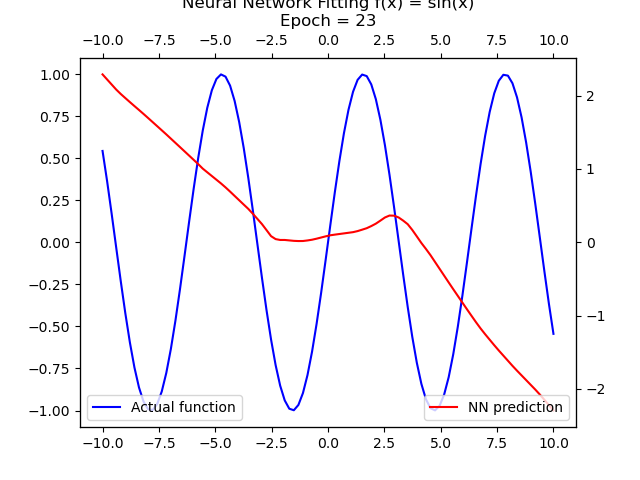 Neural Network Fitting f(x) = sin(x)
Epoch = 23
−10.0 −7.5 −5.0 −2.5 0.0 2.5 5.0 7.5 10.0
1.00
0.75
0.50
0.25
0.00
−0.25
−0.50
−0.75
−1.00
2
1
0
−1
−2
Actual function
NN prediction
−10.0 −7.5 −5.0 −2.5 0.0 2.5 5.0 7.5 10.0